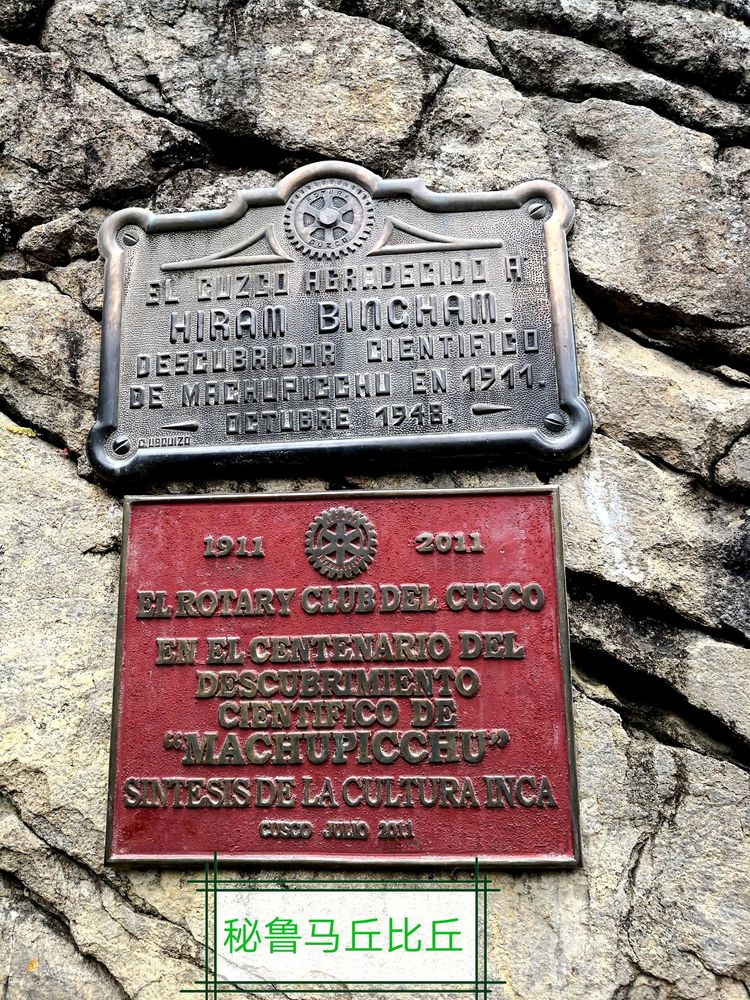 EL CUZCO AGRADECIDO A
HIRAM BINGHAM.
DESCUBRIDOR CIENTIFICO
DE MACHUPICCHU EN 1911.
OCTUBRE 1948.
C.URQUIZO
1911 2011
EL ROTARY CLUB DEL CUSCO
EN EL CENTENARIO DEL
DESCUBRIMIENTO
CIENTIFICO DE
“MACHUPICCHU”
SINTESIS DE LA CULTURA INCA
CUSCO JULIO 2011
秘鲁马丘比丘